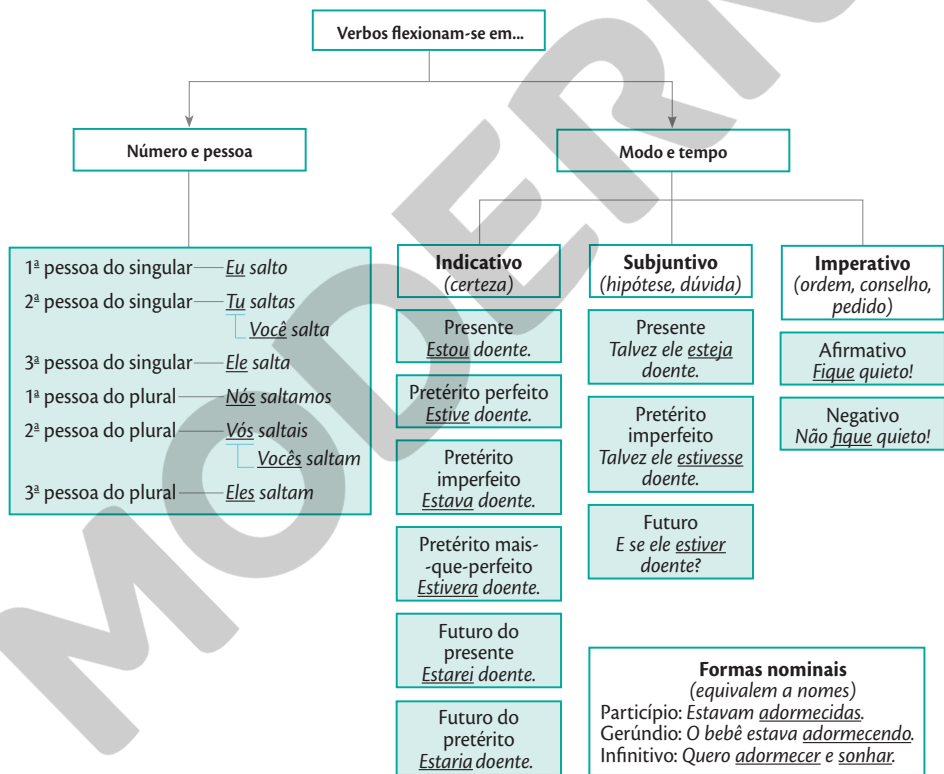 Verbos flexionam-se em...
Número e pessoa
Modo e tempo
1ª pessoa do singular Eu salto
2ª pessoa do singular Tu saltas
Você salta
3ª pessoa do singular Ele salta
1ª pessoa do plural Nós saltamos
2ª pessoa do plural Vós saltais
Vocês saltam
3ª pessoa do plural Eles saltam
Indicativo
(certeza)
Presente
Estou doente.
Pretérito perfeito
Estive doente.
Pretérito
imperfeito
Estava doente.
Pretérito mais-
-que-perfeito
Estivera doente.
Futuro do
presente
Estarei doente.
Futuro do
pretérito
Estaria doente.
Subjuntivo
(hipótese, dúvida)
Presente
Talvez ele esteja
doente.
Pretérito
imperfeito
Talvez ele estivesse
doente.
Futuro
E se ele estiver
doente?
Imperativo
(ordem, conselho,
pedido)
Afirmativo
Fique quieto!
Negativo
Não fique quieto!
Formas nominais
(equivalem a nomes)
Particípio: Estavam adormecidas.
Gerúndio: O bebê estava adormecendo.
Infinitivo: Quero adormecer e sonhar.
MODERN